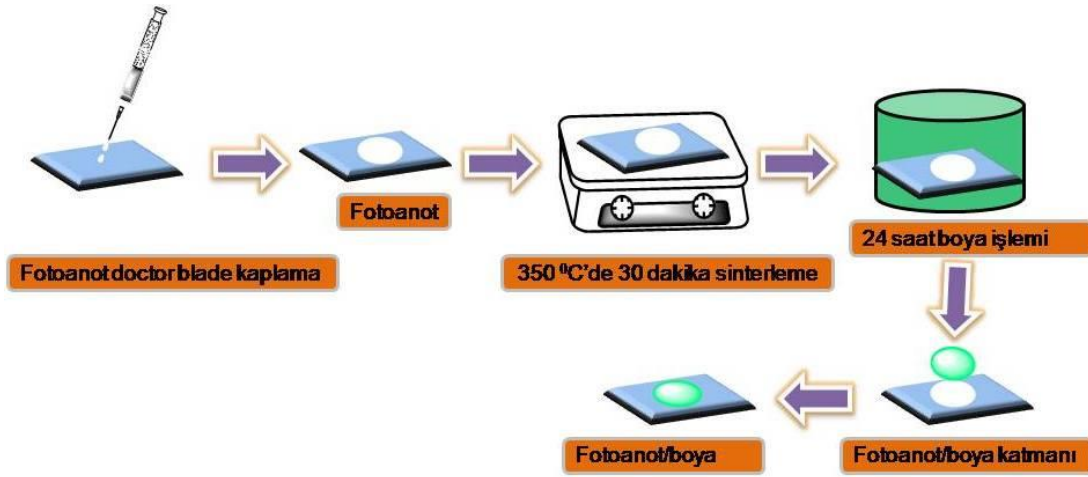 Fotoanot
Fotoanot doctor blade kaplama
350 ⁰C'de 30 dakika sinterleme
24 saat boya işlemi
Fotoanot/boya katmanı
Fotoanot/boya